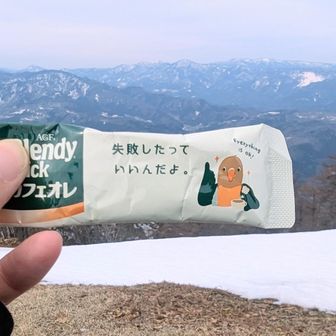 AGF
Blendy
Stick
カフェオレ
失敗したって
いいんだよ。
Everything
is ok!